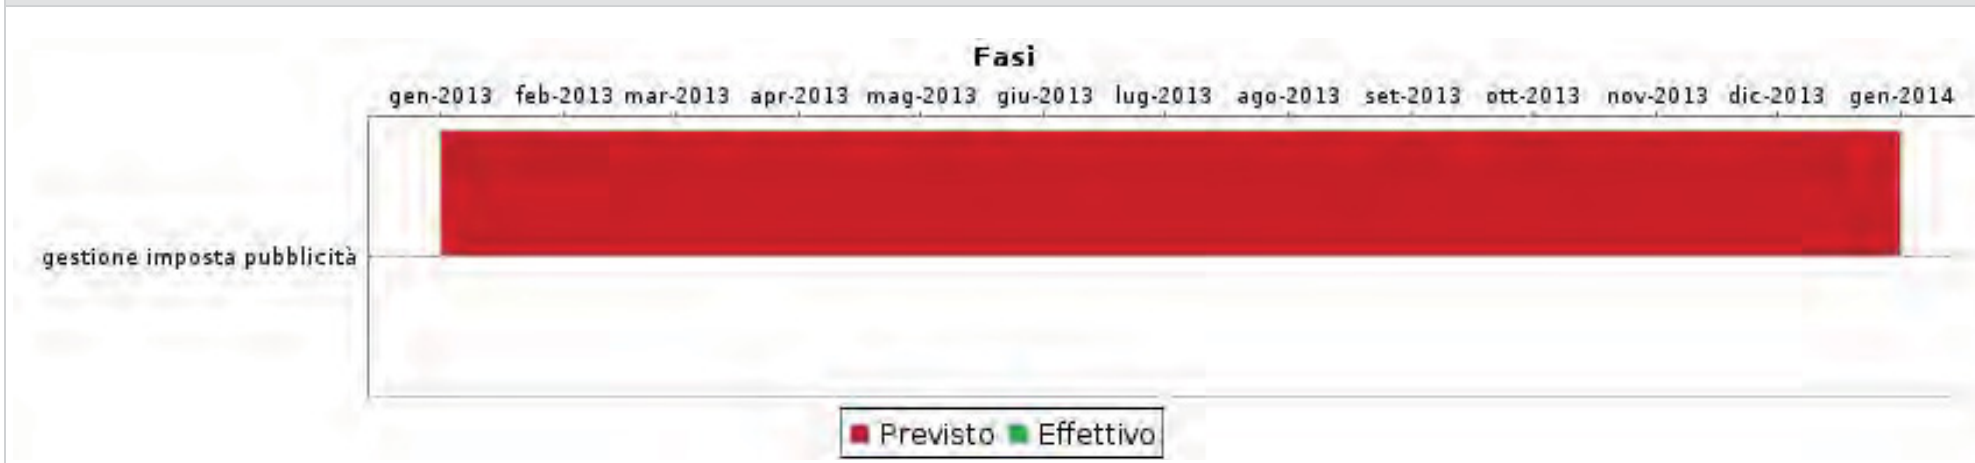 Fasi
gen-2013 feb-2013 mar-2013 apr-2013 mag-2013 giu-2013 lug-2013 ago-2013 set-2013 ott-2013 nov-2013 dic-2013 gen-2014
gestione imposta pubblicità
Previsto Effettivo